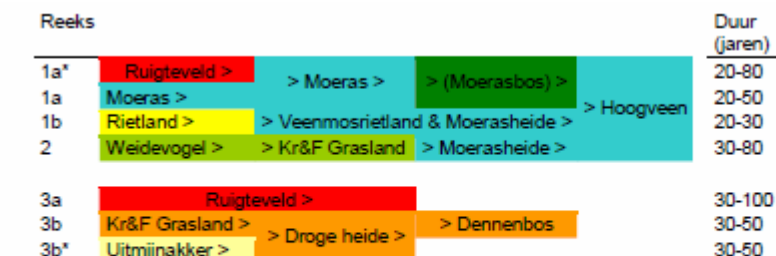 Reeks Duur
(jaren)
1a* Ruigteveld > > Moeras > > (Moerasbos) > > Hoogveen 20-80
1a Moeras > 20-50
1b Rietland > > Veenmosrietland & Moerasheide > 20-30
2 Weidevogel > > Kr&F Grasland > Moerasheide > 30-80
3a Ruigteveld > 30-100
3b Kr&F Grasland > > Droge heide > > Dennenbos 30-50
3b* Uitmijnakker > 30-50